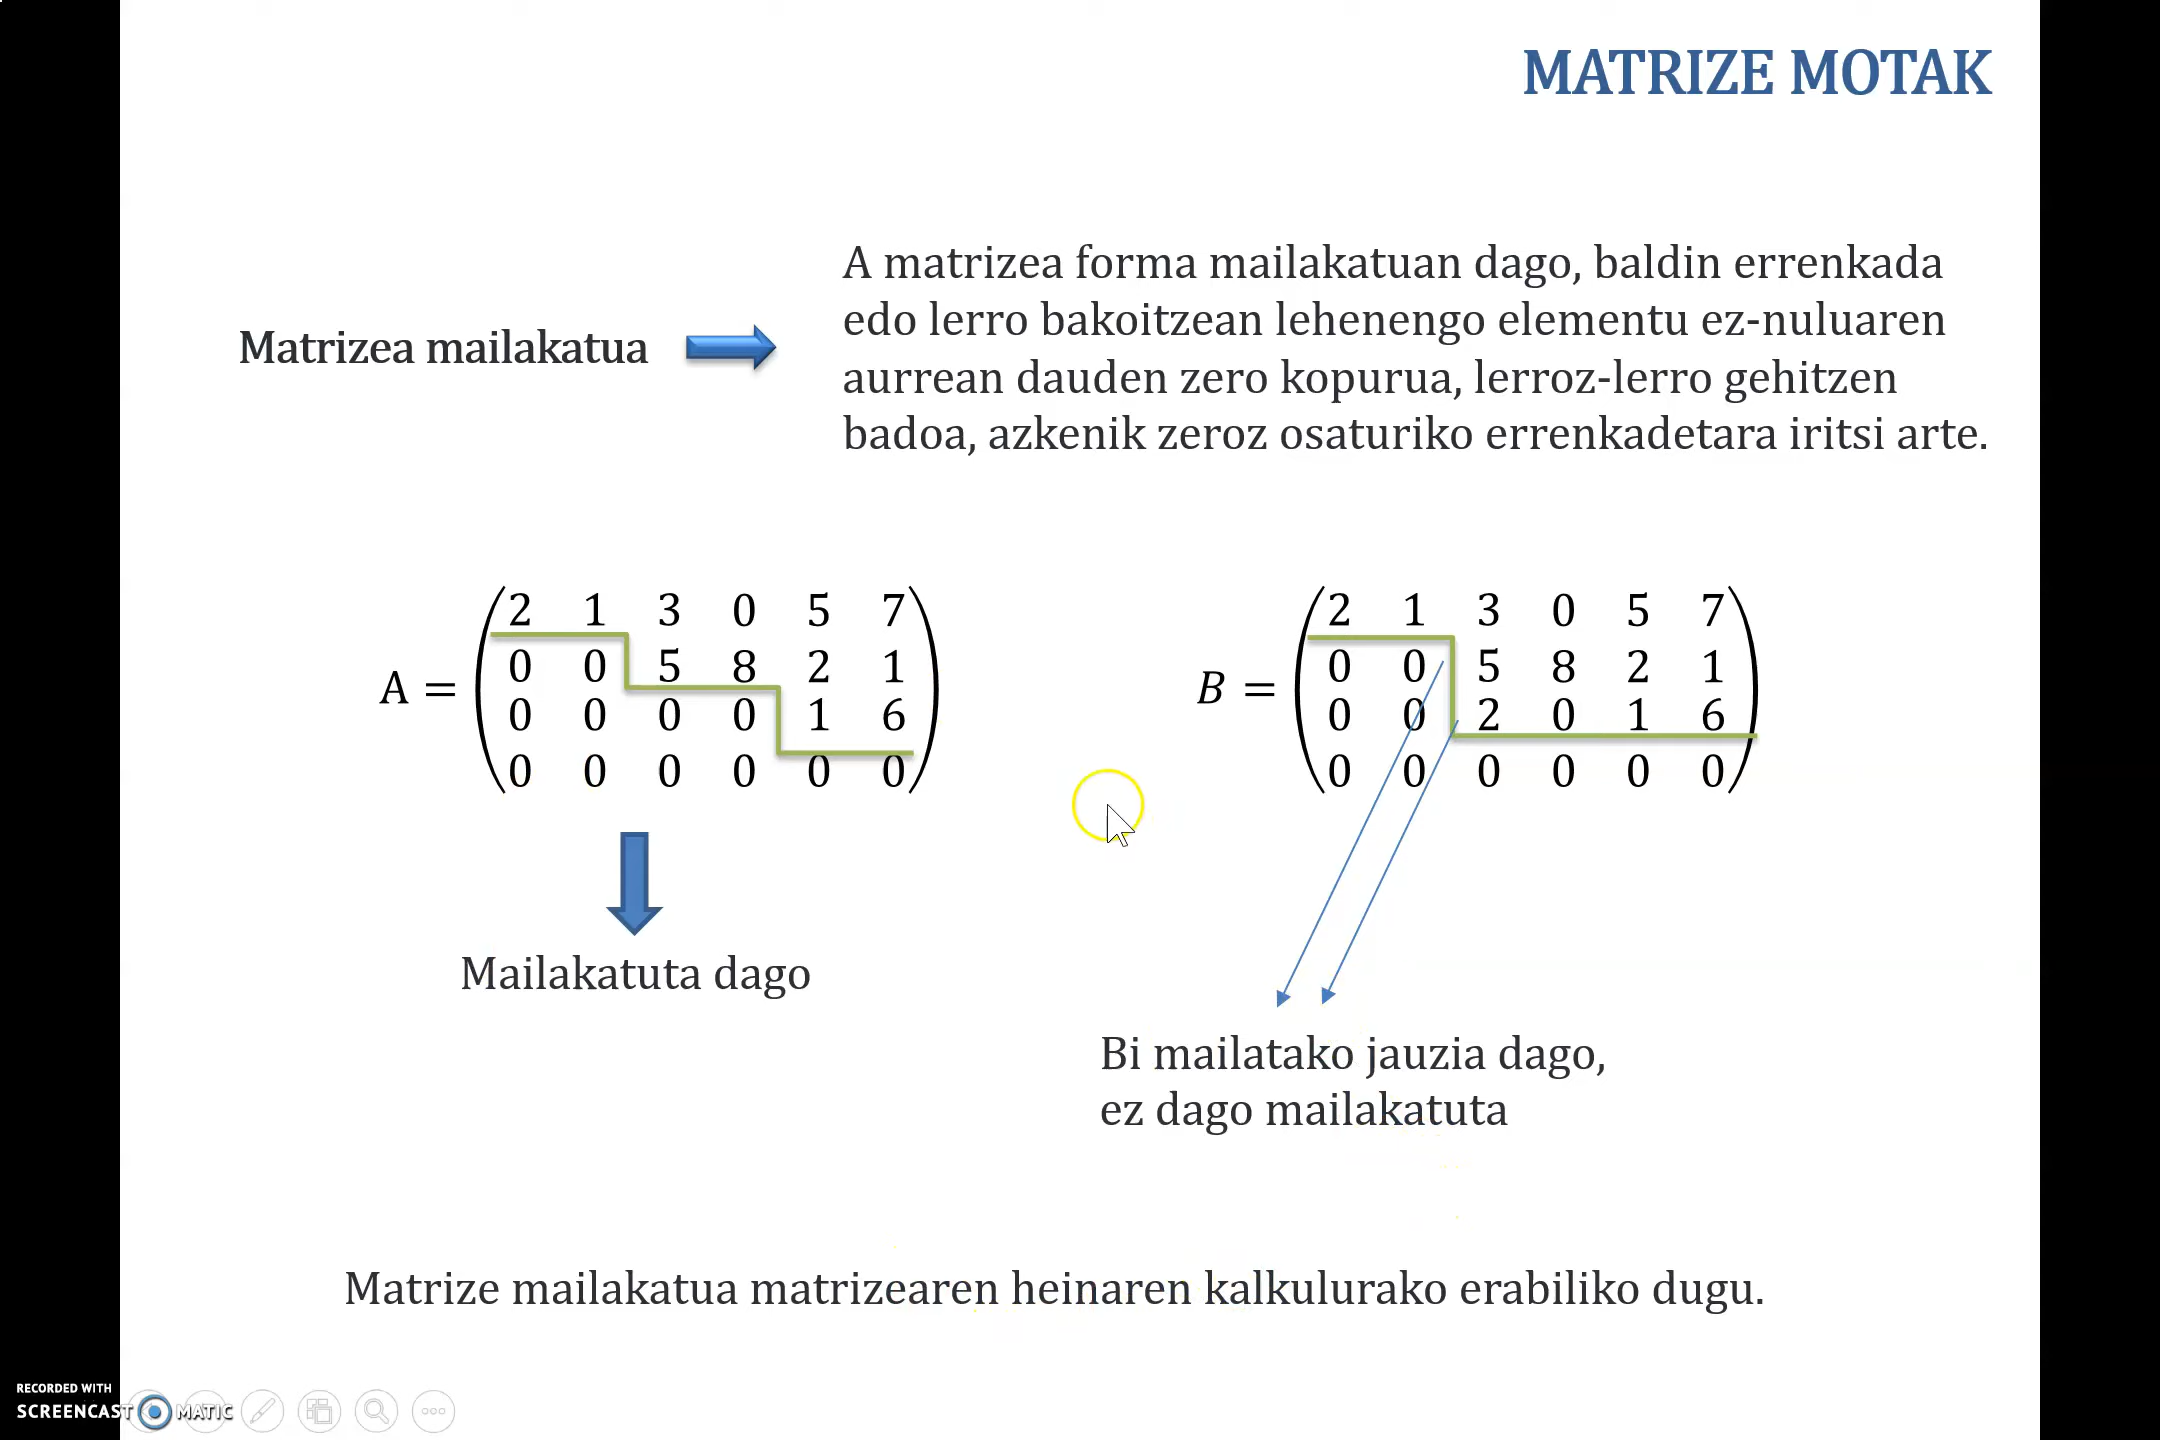 MATRIZE MOTAK
Matrizea mailakatua
A matrizea forma mailakatuan dago, baldin errenkada
edo lerro bakoitzean lehenengo elementu ez-nuluaren
aurrean dauden zero kopurua, lerroz-lerro gehitzen
badoa, azkenik zeroz osaturiko errenkadetara iritsi arte.
A =
2 1 3 0 5 7
0 0 5 8 2 1
0 0 0 0 1 6
0 0 0 0 0 0
B =
2 1 3 0 5 7
0 0 5 8 2 1
0 0 2 0 1 6
0 0 0 0 0 0
Mailakatuta dago
Bi mailatako jauzia dago,
ez dago mailakatuta
Matrize mailakatua matrizearen heinaren kalkulurako erabiliko dugu.
RECORDED WITH
SCREENCAST MATIC